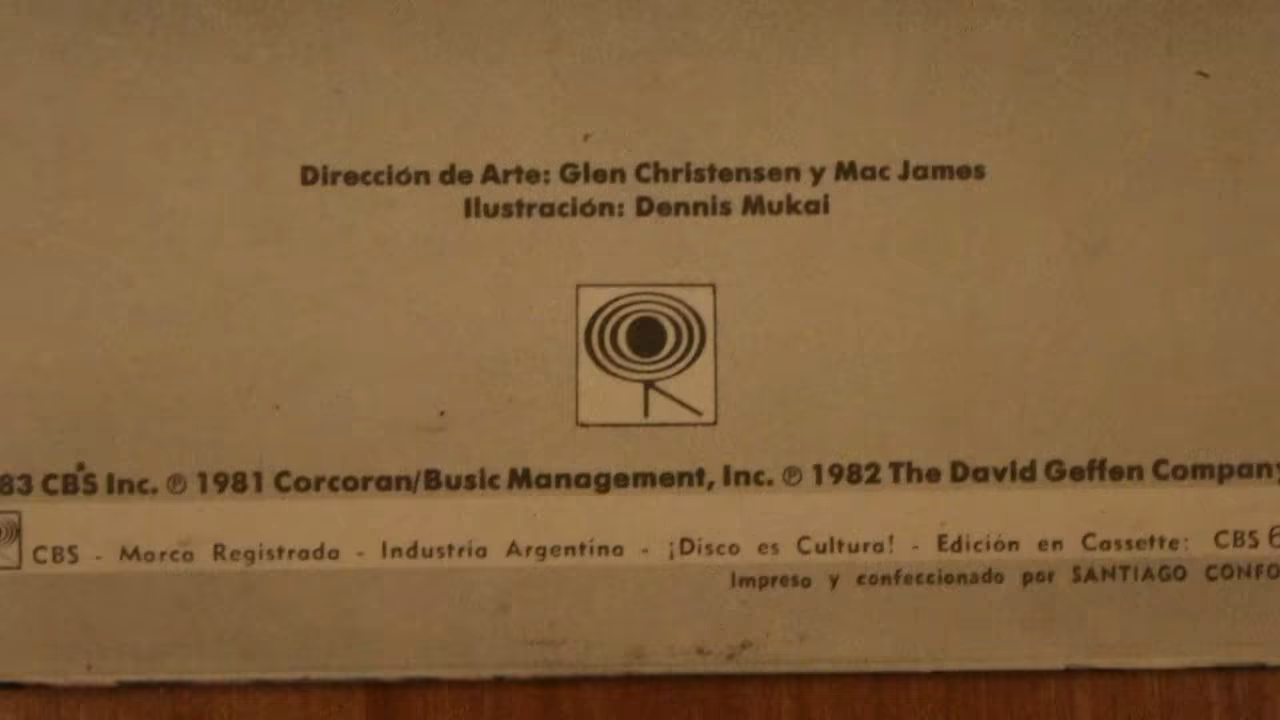 Dirección de Arte: Glen Christensen y Mac James
Ilustración: Dennis Mukai
83 CBS Inc. ℗ 1981 Corcoran/Busic Management, Inc. ℗ 1982 The David Geffen Company
CBS - Marca Registrada - Industria Argentina - ¡Disco es Cultura! - Edición en Cassette: CBS 6
Impreso y confeccionado por SANTIAGO CONFO